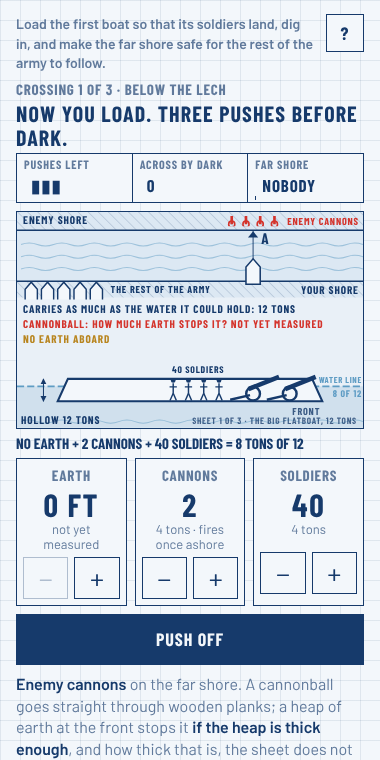 Load the first boat so that its soldiers land, dig
in, and make the far shore safe for the rest of the
army to follow.
?
CROSSING 1 OF 3 · BELOW THE LECH
NOW YOU LOAD. THREE PUSHES BEFORE
DARK.
PUSHES LEFT
ACROSS BY DARK
0
FAR SHORE
NOBODY
ENEMY SHORE
ENEMY CANNONS
A
THE REST OF THE ARMY
YOUR SHORE
CARRIES AS MUCH AS THE WATER IT COULD HOLD: 12 TONS
CANNONBALL: HOW MUCH EARTH STOPS IT? NOT YET MEASURED
NO EARTH ABOARD
40 SOLDIERS
WATER LINE
8 OF 12
FRONT
HOLLOW 12 TONS
SHEET 1 OF 3 · THE BIG FLATBOAT, 12 TONS
NO EARTH + 2 CANNONS + 40 SOLDIERS = 8 TONS OF 12
EARTH
0 FT
not yet
measured
− +
CANNONS
2
4 tons · fires
once ashore
− +
SOLDIERS
40
4 tons
− +
PUSH OFF
Enemy cannons on the far shore. A cannonball
goes straight through wooden planks; a heap of
earth at the front stops it if the heap is thick
enough, and how thick that is, the sheet does not